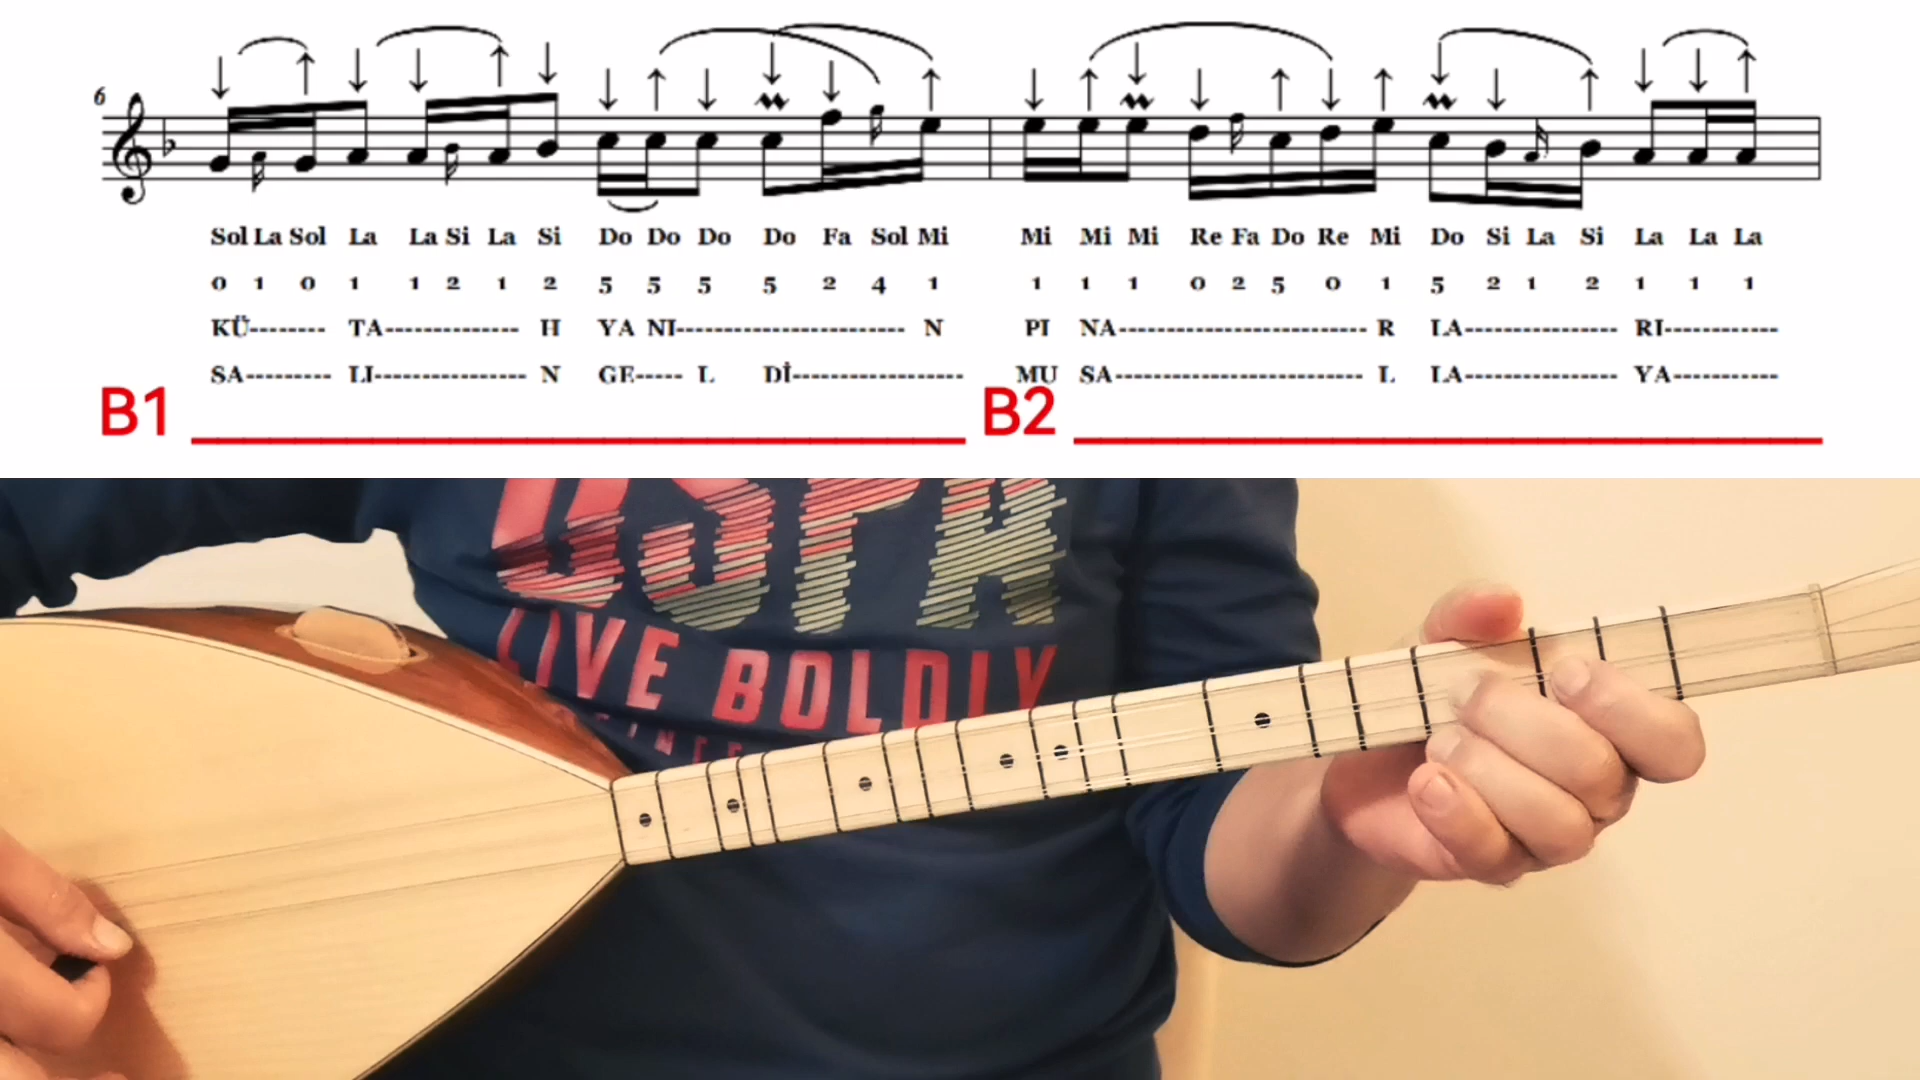 6
Sol La Sol La La Si La Si Do Do Do Do Fa Sol Mi Mi Mi Mi Re Fa Do Re Mi Do Si La Si La La La
0 1 0 1 1 2 1 2 5 5 5 5 2 4 1 1 1 1 0 2 5 0 1 5 2 1 2 1 1 1
KÜ-------- TA-------------- H YA NI------------------------ N PI NA-------------------------- R LA---------------- RI------------
SA--------- LI---------------- N GE----- L Dİ------------------ MU SA-------------------------- L LA---------------- YA-----------
B1 B2
USPA
LIVE BOLDLY